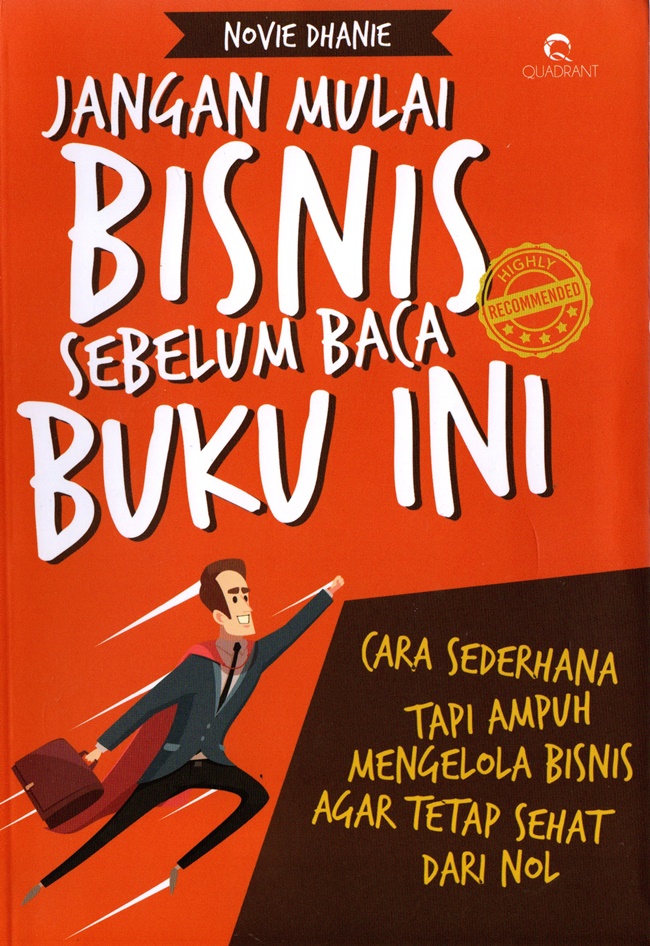 NOVIE DHANIE
QUADRANT
JANGAN MULAI
BISNIS
SEBELUM BACA
BUKU INI
HIGHLY
RECOMMENDED
CARA SEDERHANA
TAPI AMPUH
MENGELOLA BISNIS
AGAR TETAP SEHAT
DARI NOL